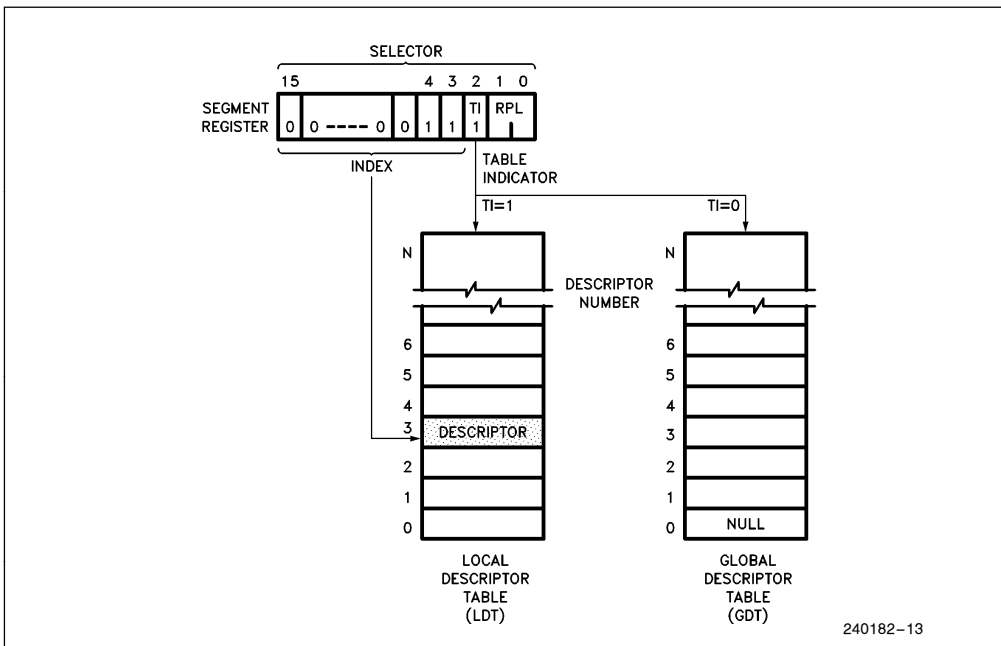 SELECTOR
15 4 3 2 1 0
SEGMENT REGISTER
TI RPL
0 0 ---- 0 0 1 1 1
INDEX
TABLE
INDICATOR
TI=1 TI=0
N N
DESCRIPTOR
NUMBER
6 6
5 5
4 4
3 DESCRIPTOR 3
2 2
1 1
0 0 NULL
LOCAL
DESCRIPTOR
TABLE
(LDT)
GLOBAL
DESCRIPTOR
TABLE
(GDT)
240182-13